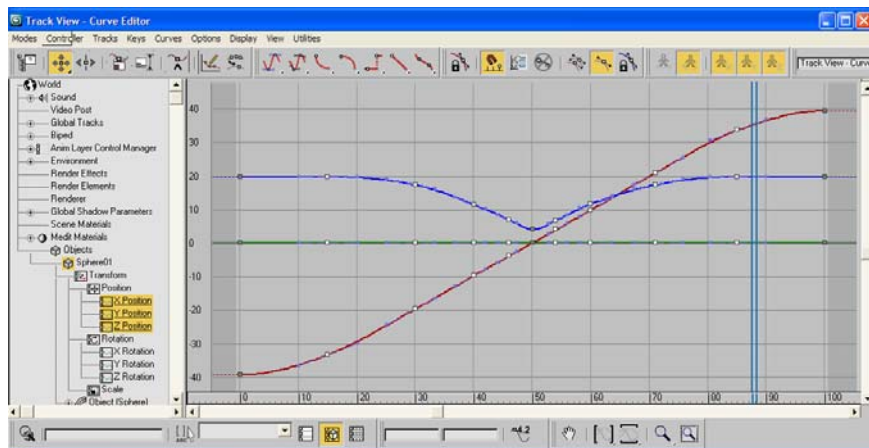 Track View - Curve Editor
Modes Controller Tracks Keys Curves Options Display View Utilities
Track View - Curv
World
Sound
Video Post
Global Tracks
Biped
Anim Layer Control Manager
Environment
Render Effects
Render Elements
Renderer
Global Shadow Parameters
Scene Materials
Medit Materials
Objects
Sphere01
Transform
Position
X Position
Y Position
Z Position
Rotation
X Rotation
Y Rotation
Z Rotation
Scale
Object (Sphere)
40
30
20
10
0
-10
-20
-30
-40
0 10 20 30 40 50 60 70 80 90 100